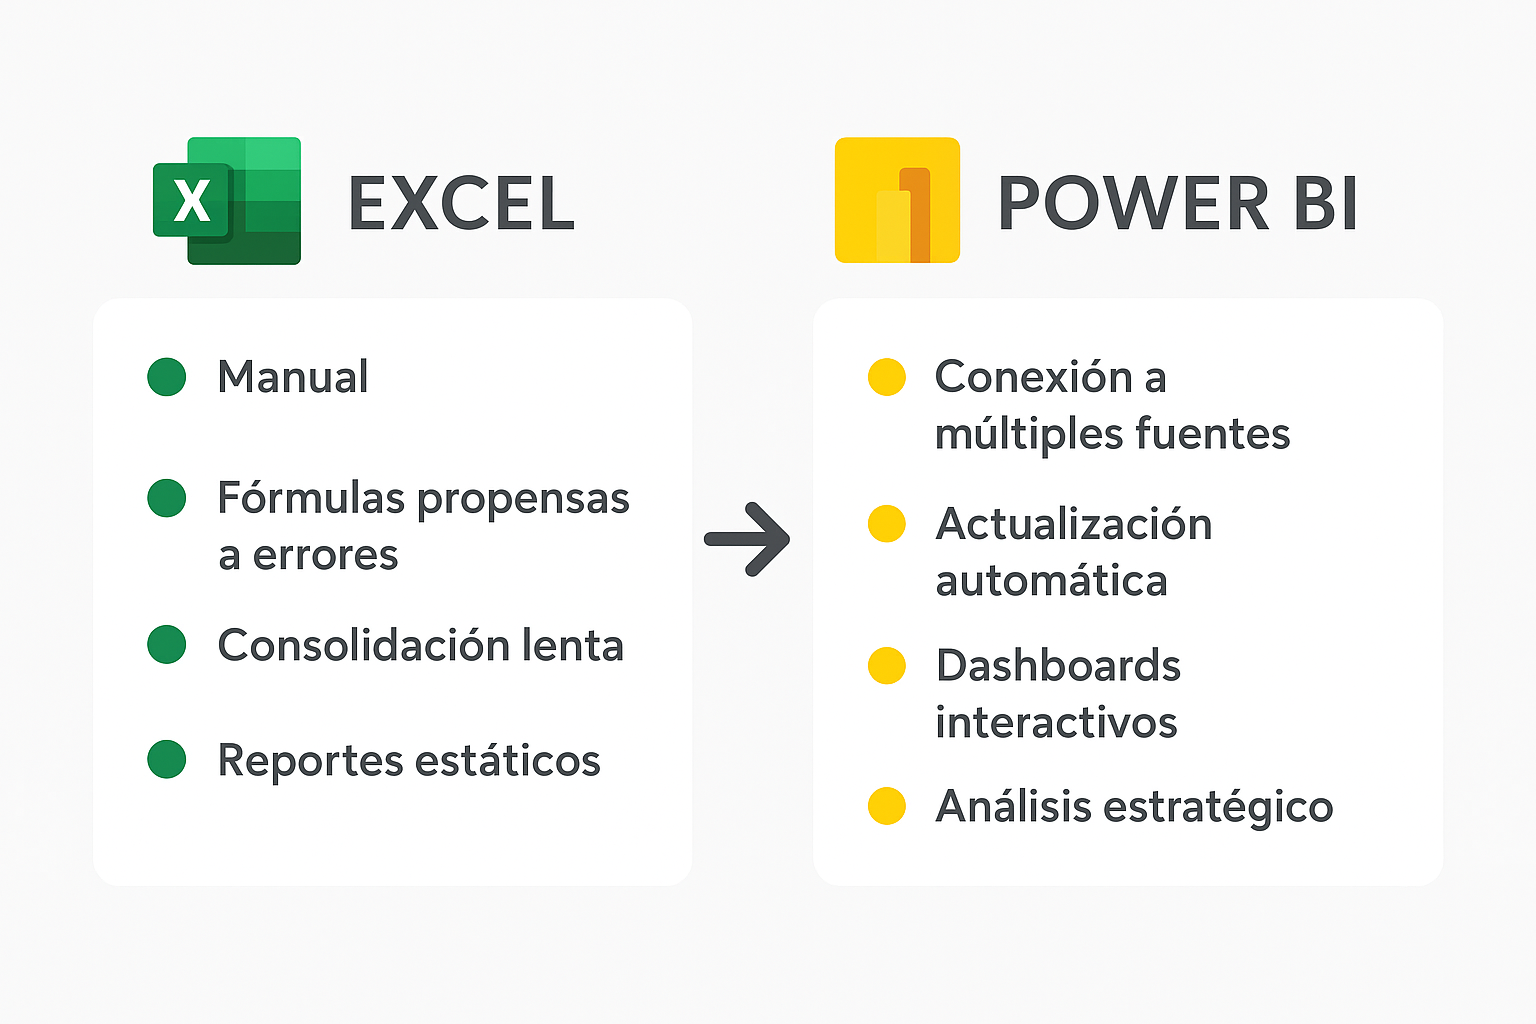 X
EXCEL
Manual
Fórmulas propensas
a errores
Consolidación lenta
Reportes estáticos
POWER BI
Conexión a
múltiples fuentes
Actualización
automática
Dashboards
interactivos
Análisis estratégico